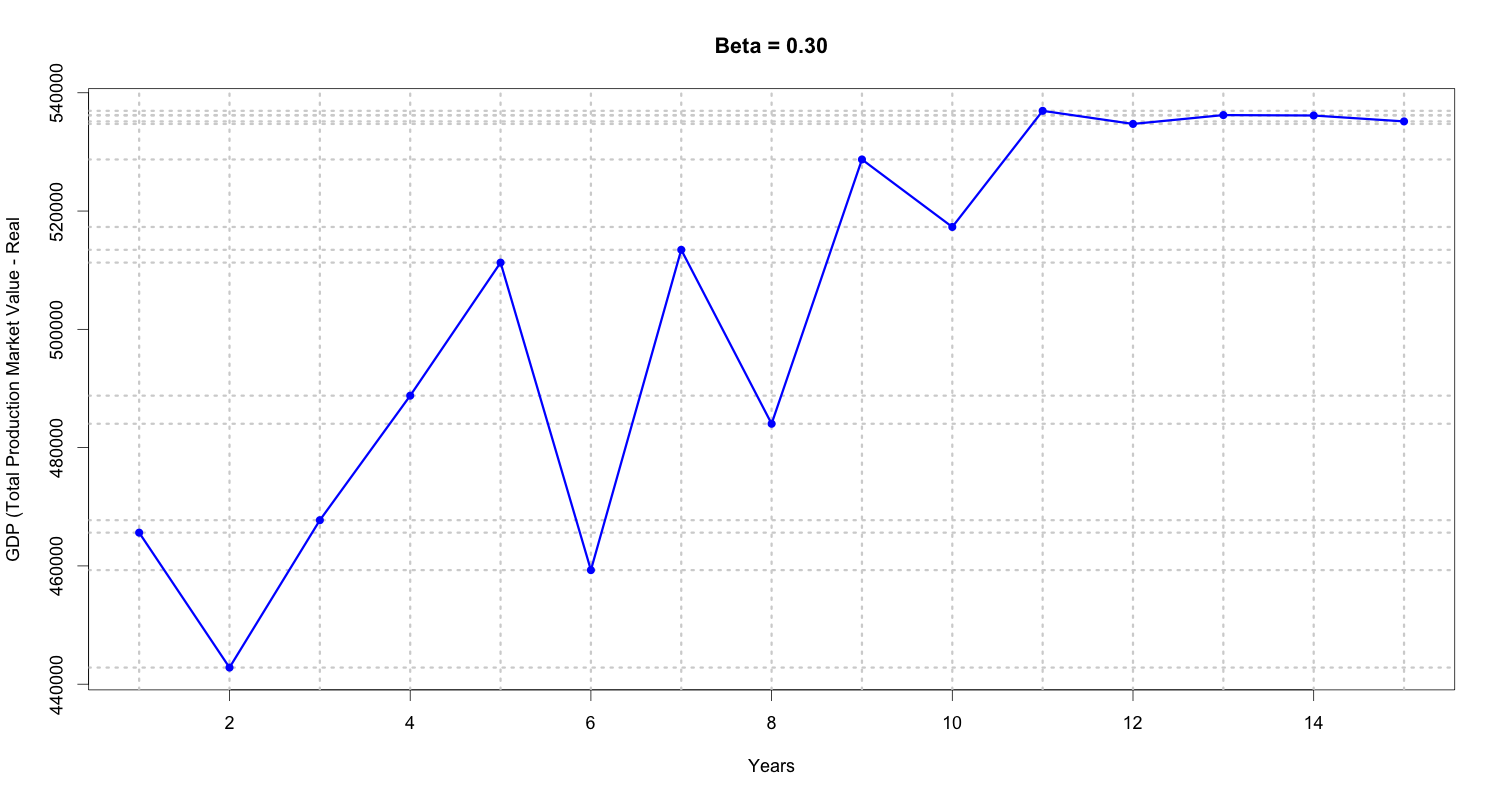 Beta = 0.30
GDP (Total Production Market Value - Real
540000
520000
500000
480000
460000
440000
2 4 6 8 10 12 14
Years